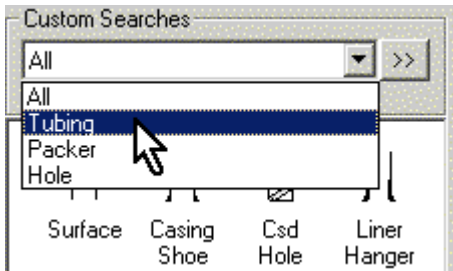 Custom Searches
All
>>
All
Tubing
Packer
Hole
Surface Casing Csd Liner
Shoe Hole Hanger